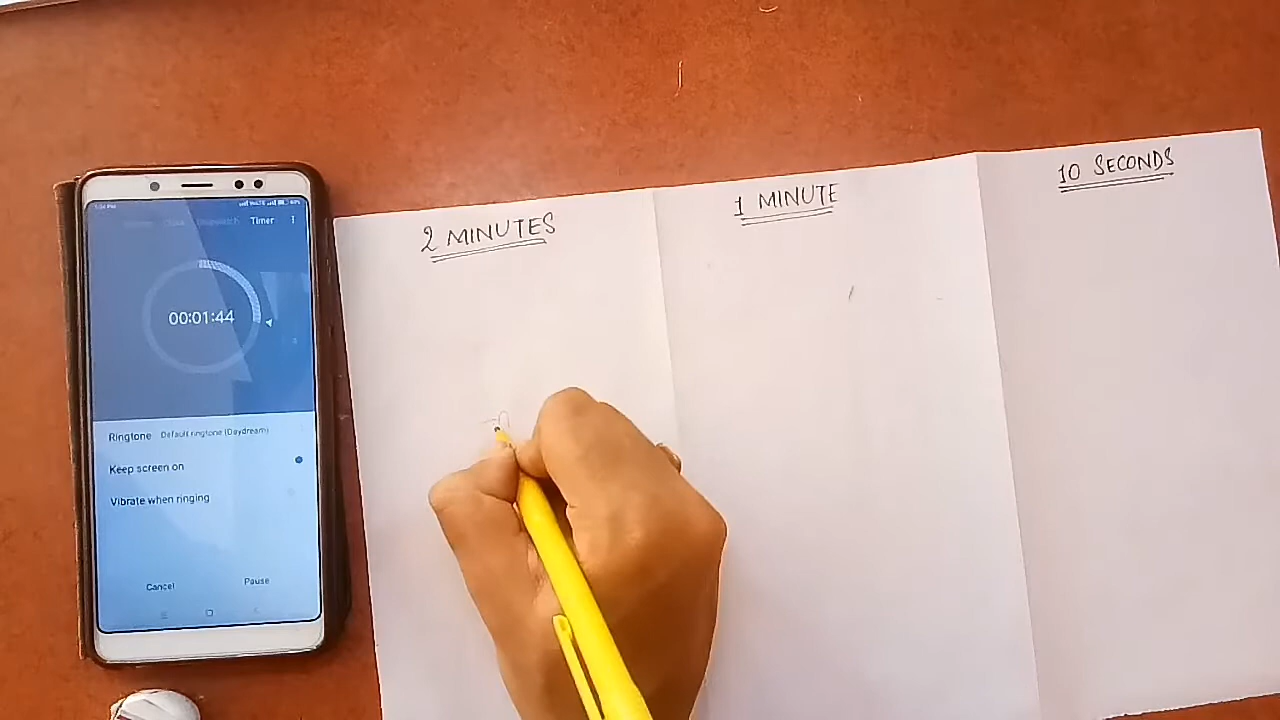 Timer
00:01:44
Ringtone Default ringtone (Daydream)
Keep screen on
Vibrate when ringing
Cancel Pause
2 MINUTES
1 MINUTE
10 SECONDS